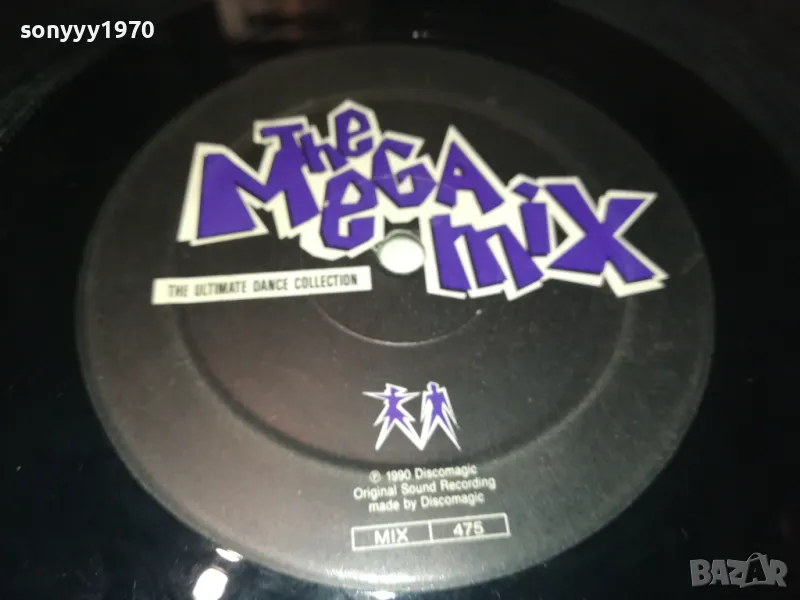 sonyyy1970
The
MEGA
MiX
THE ULTIMATE DANCE COLLECTION
℗ 1990 Discomagic
Original Sound Recording
made by Discomagic
MIX 475
BAZAR